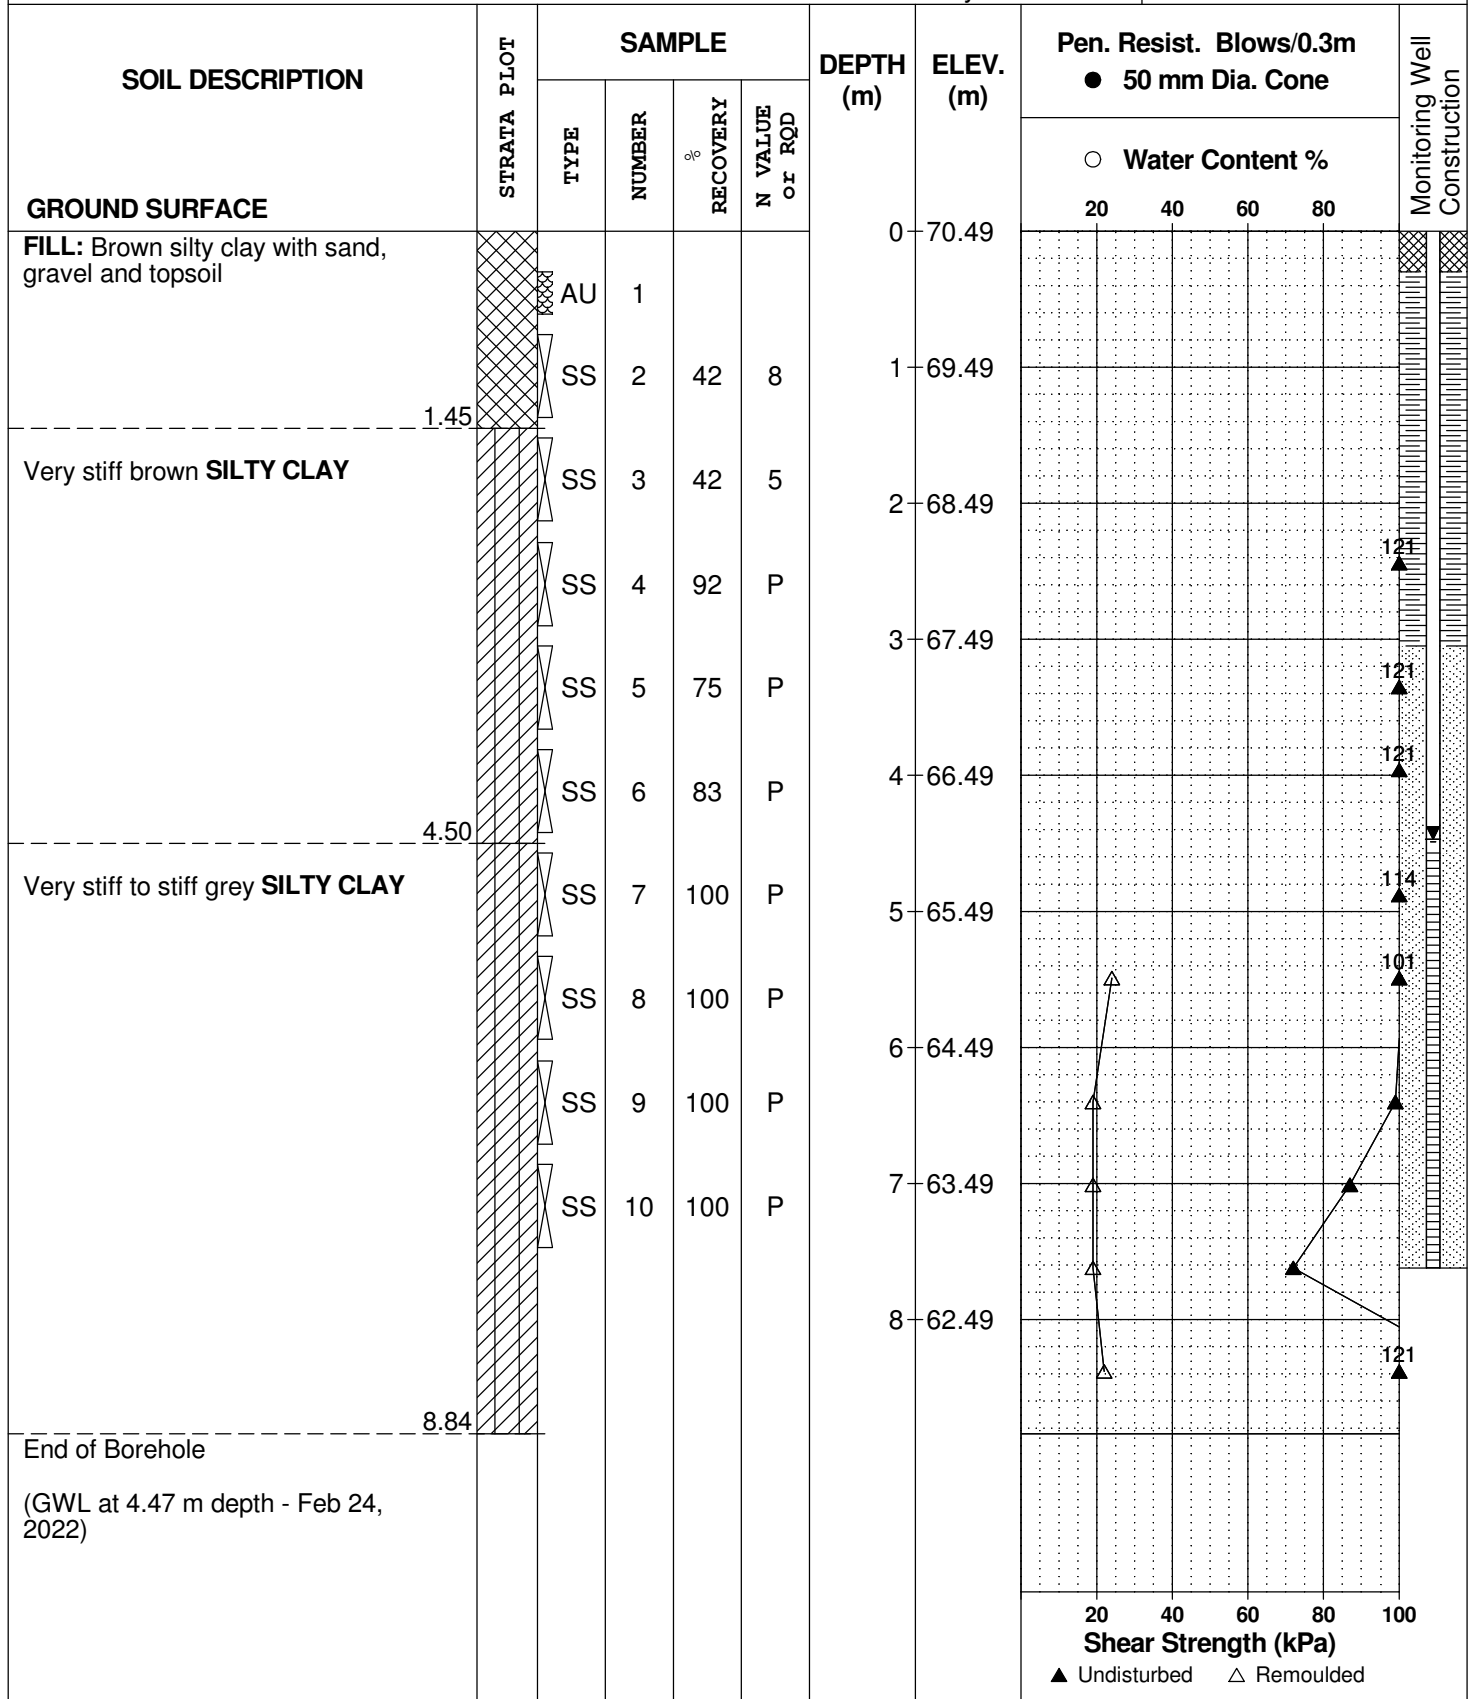 SOIL DESCRIPTION
GROUND SURFACE
STRATA PLOT
SAMPLE
TYPE
NUMBER
%
RECOVERY
N VALUE
or RQD
DEPTH
(m)
ELEV.
(m)
Pen. Resist. Blows/0.3m
● 50 mm Dia. Cone
○ Water Content %
20 40 60 80
Monitoring Well
Construction
FILL: Brown silty clay with sand,
gravel and topsoil
1.45
Very stiff brown SILTY CLAY
4.50
Very stiff to stiff grey SILTY CLAY
8.84
End of Borehole
(GWL at 4.47 m depth - Feb 24,
2022)
AU 1
SS 2 42 8
SS 3 42 5
SS 4 92 P
SS 5 75 P
SS 6 83 P
SS 7 100 P
SS 8 100 P
SS 9 100 P
SS 10 100 P
0 70.49
1 69.49
2 68.49
3 67.49
4 66.49
5 65.49
6 64.49
7 63.49
8 62.49
121
121
121
114
101
121
20 40 60 80 100
Shear Strength (kPa)
▲ Undisturbed △ Remoulded